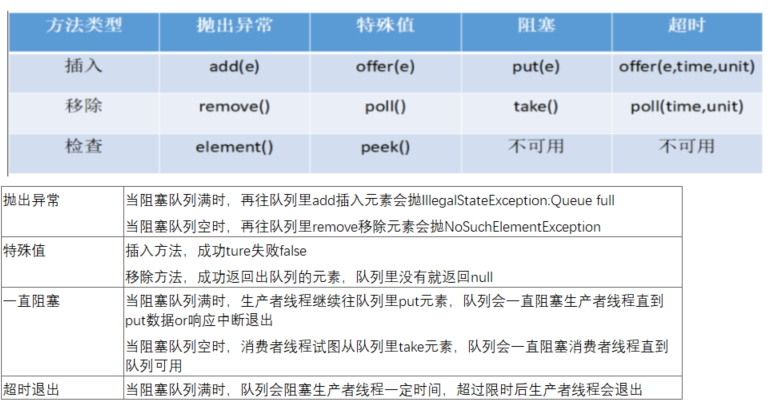 方法类型 抛出异常 特殊值 阻塞 超时
插入 add(e) offer(e) put(e) offer(e,time,unit)
移除 remove() poll() take() poll(time,unit)
检查 element() peek() 不可用 不可用
抛出异常 当阻塞队列满时，再往队列里add插入元素会抛IllegalStateException:Queue full
当阻塞队列空时，再往队列里remove移除元素会抛NoSuchElementException
特殊值 插入方法，成功ture失败false
移除方法，成功返回出队列的元素，队列里没有就返回null
一直阻塞 当阻塞队列满时，生产者线程继续往队列里put元素，队列会一直阻塞生产者线程直到
put数据or响应中断退出
当阻塞队列空时，消费者线程试图从队列里take元素，队列会一直阻塞消费者线程直到
队列可用
超时退出 当阻塞队列满时，队列会阻塞生产者线程一定时间，超过限时后生产者线程会退出